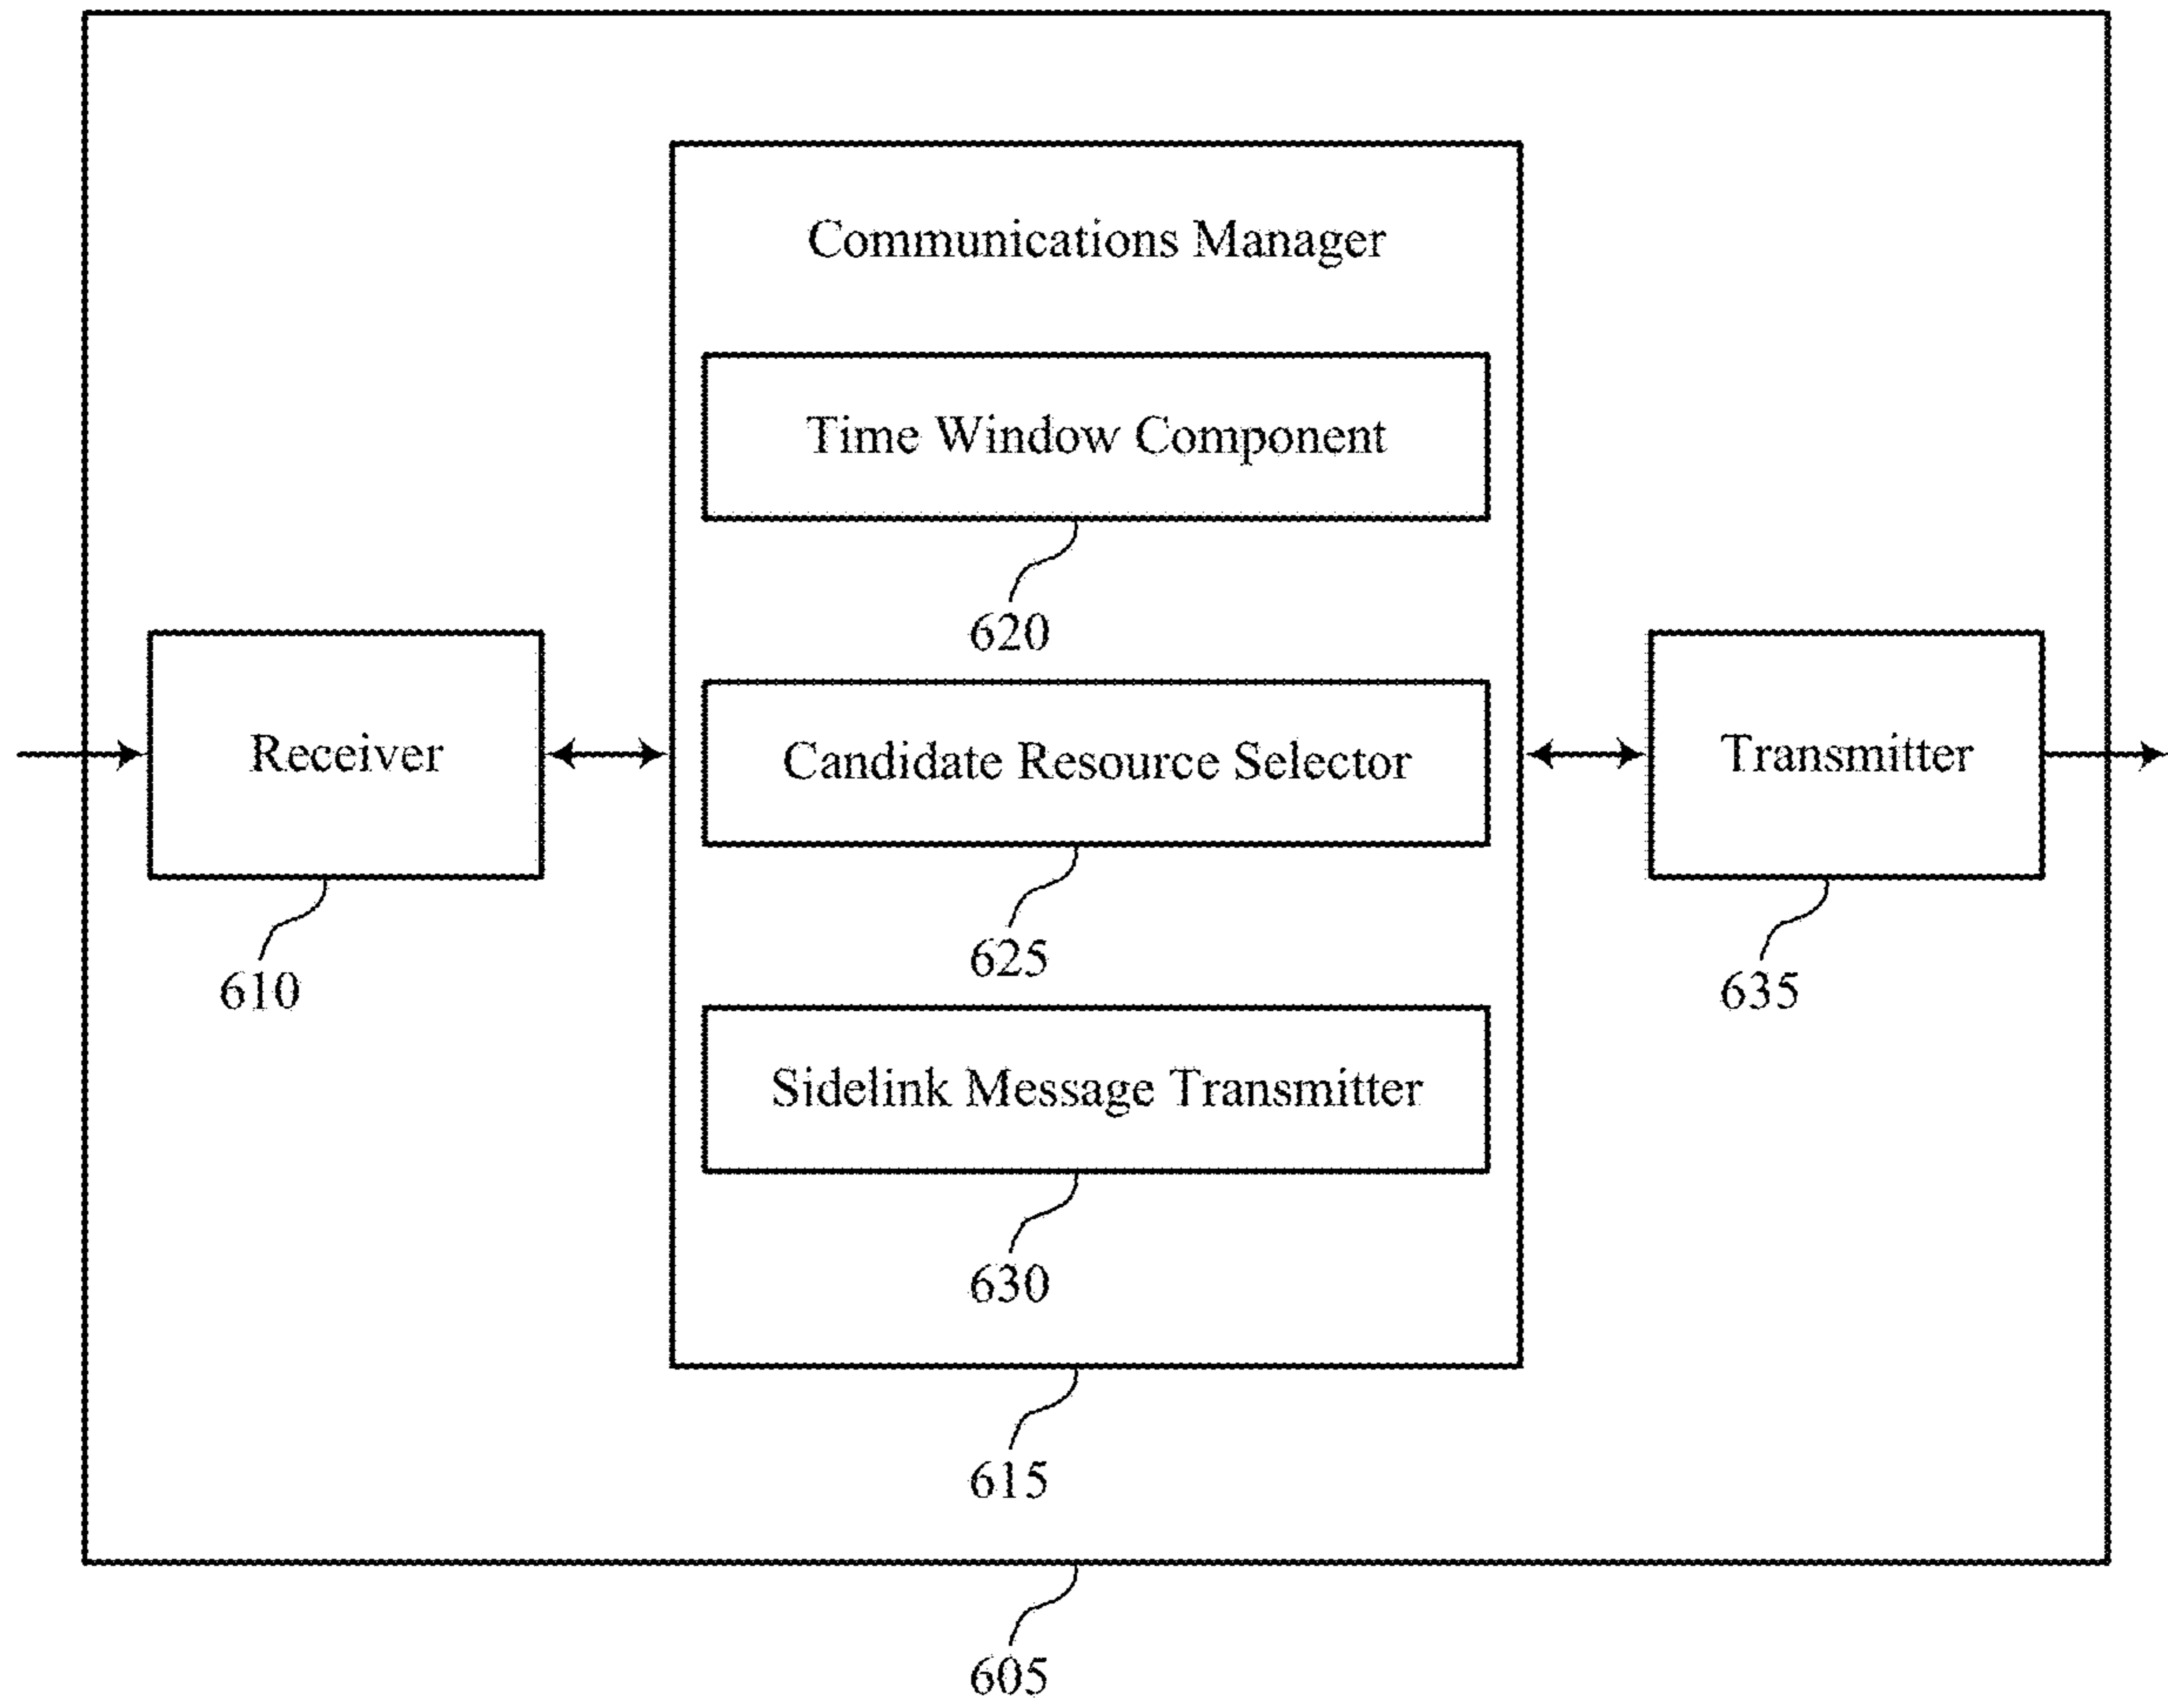 Communications Manager
Time Window Component
620
Receiver
610
Candidate Resource Selector
625
Transmitter
635
Sidelink Message Transmitter
630
615
605